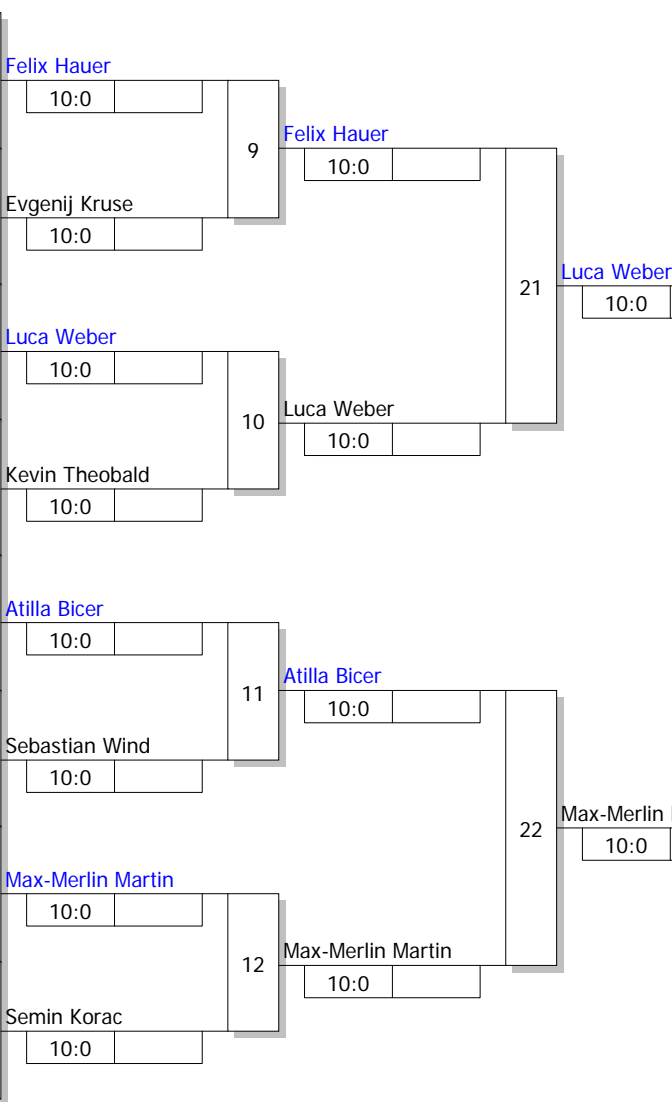 Felix Hauer
10:0
9
Felix Hauer
10:0
Evgenij Kruse
10:0
21
Luca Weber
10:0
Luca Weber
10:0
10
Luca Weber
10:0
Kevin Theobald
10:0
Atilla Bicer
10:0
11
Atilla Bicer
10:0
Sebastian Wind
10:0
22
Max-Merlin
10:0
Max-Merlin Martin
10:0
12
Max-Merlin Martin
10:0
Semin Korac
10:0